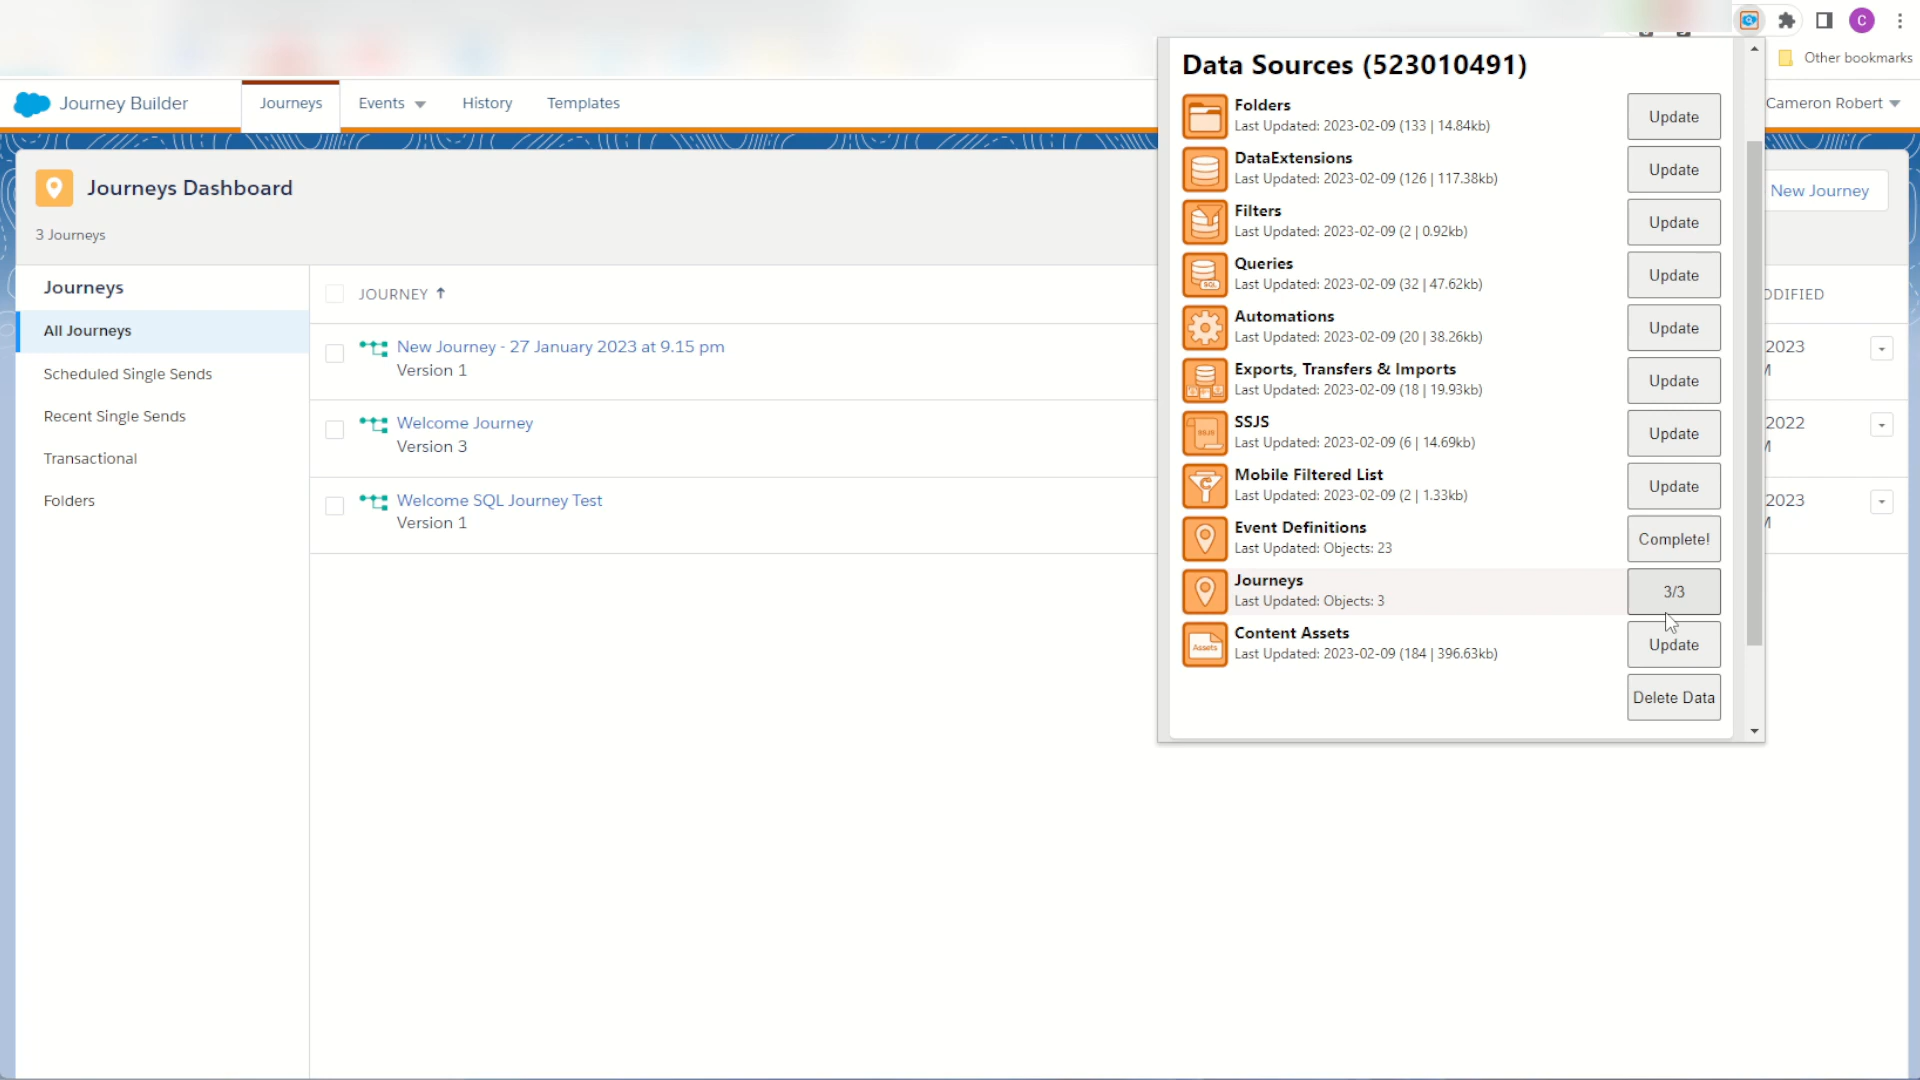 C
Other bookmarks
Journey Builder
Journeys
Events
History
Templates
Cameron Robert
Journeys Dashboard
3 Journeys
New Journey
Journeys
All Journeys
Scheduled Single Sends
Recent Single Sends
Transactional
Folders
JOURNEY
New Journey - 27 January 2023 at 9.15 pm
Version 1
2023
Welcome Journey
Version 3
2022
Welcome SQL Journey Test
Version 1
2023
Data Sources (523010491)
Folders
Last Updated: 2023-02-09 (133 | 14.84kb)
Update
DataExtensions
Last Updated: 2023-02-09 (126 | 117.38kb)
Update
Filters
Last Updated: 2023-02-09 (2 | 0.92kb)
Update
SQL
Queries
Last Updated: 2023-02-09 (32 | 47.62kb)
Update
Automations
Last Updated: 2023-02-09 (20 | 38.26kb)
Update
Exports, Transfers & Imports
Last Updated: 2023-02-09 (18 | 19.93kb)
Update
SSJS
SSJS
Last Updated: 2023-02-09 (6 | 14.69kb)
Update
Mobile Filtered List
Last Updated: 2023-02-09 (2 | 1.33kb)
Update
Event Definitions
Last Updated: Objects: 23
Complete!
Journeys
Last Updated: Objects: 3
3/3
Assets
Content Assets
Last Updated: 2023-02-09 (184 | 396.63kb)
Update
Delete Data